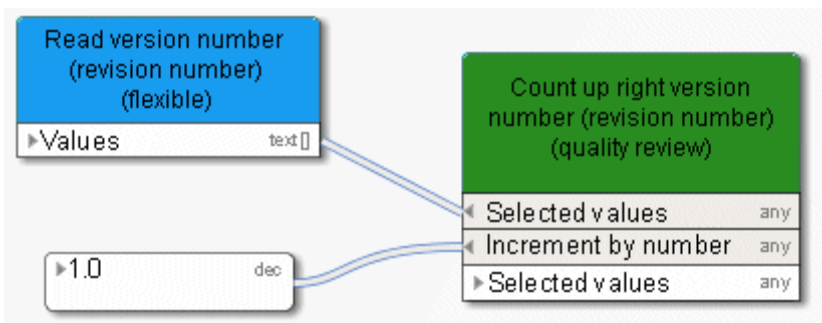 Read version number
(revision number)
(flexible)
Values text[]
1.0 dec
Count up right version
number (revision number)
(quality review)
Selected values any
Increment by number any
Selected values any